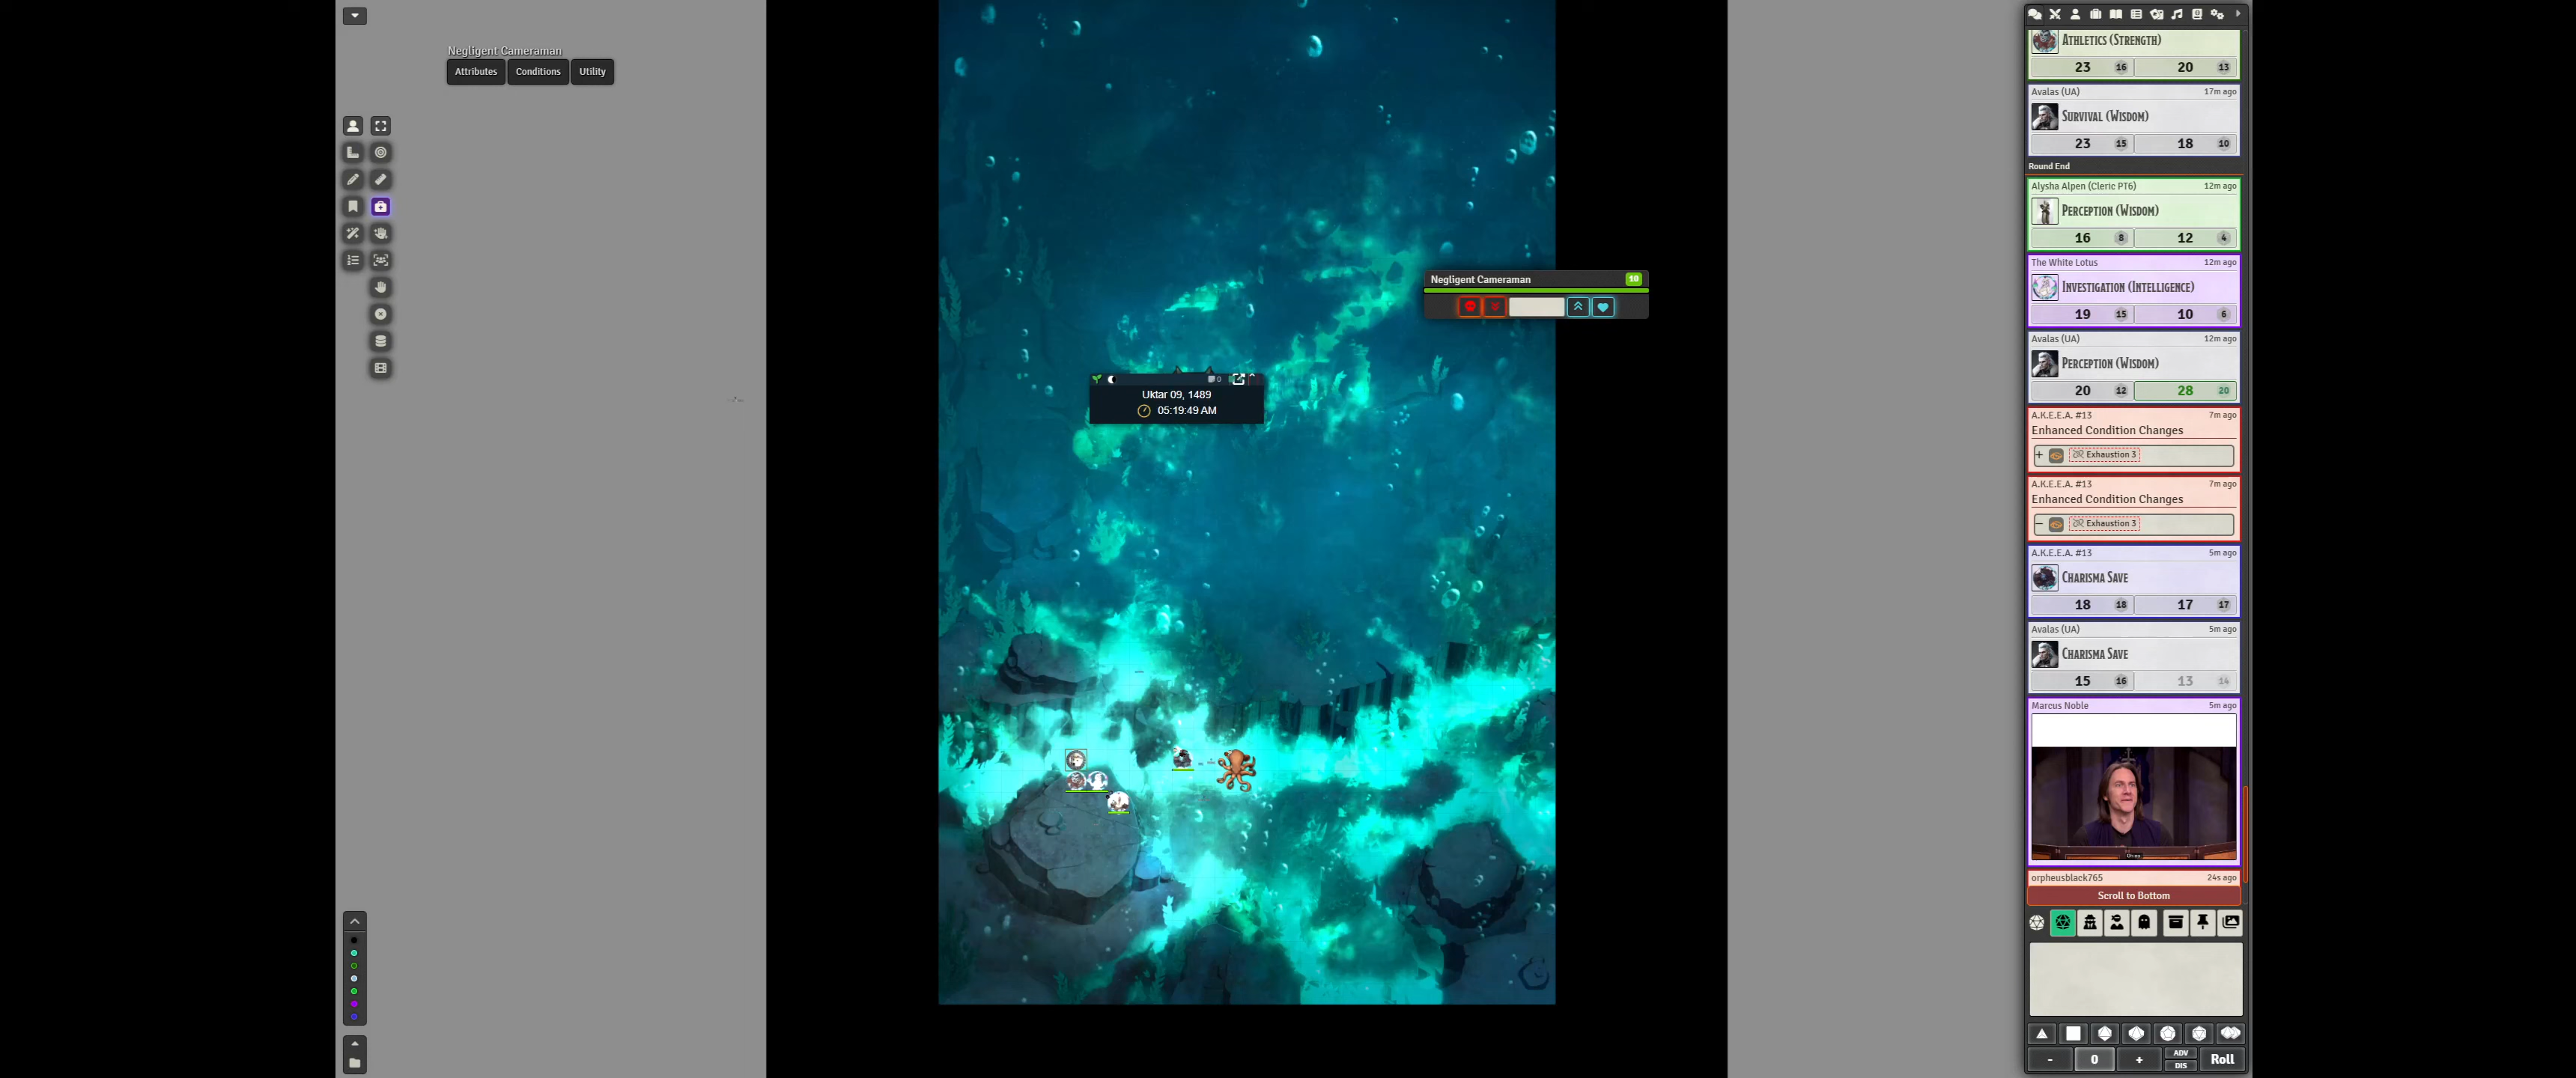 Negligent Cameraman
Attributes
Conditions
Utility
Negligent Cameraman
10
0
Uktar 09, 1489
05:19:49 AM
Athletics (Strength)
23 16 20 13
Avalas (UA) 17m ago
Survival (Wisdom)
23 15 18 10
Round End
Alysha Alpen (Cleric PT6) 12m ago
Perception (Wisdom)
16 8 12 4
The White Lotus 12m ago
Investigation (Intelligence)
19 15 10 6
Avalas (UA) 12m ago
Perception (Wisdom)
20 12 28 20
A.K.E.E.A. #13 7m ago
Enhanced Condition Changes
+ Exhaustion 3
A.K.E.E.A. #13 7m ago
Enhanced Condition Changes
− Exhaustion 3
A.K.E.E.A. #13 5m ago
Charisma Save
18 18 17 17
Avalas (UA) 5m ago
Charisma Save
15 16 13 14
Marcus Noble 5m ago
orpheusblack765 24s ago
Scroll to Bottom
- 0 + ADV DIS Roll